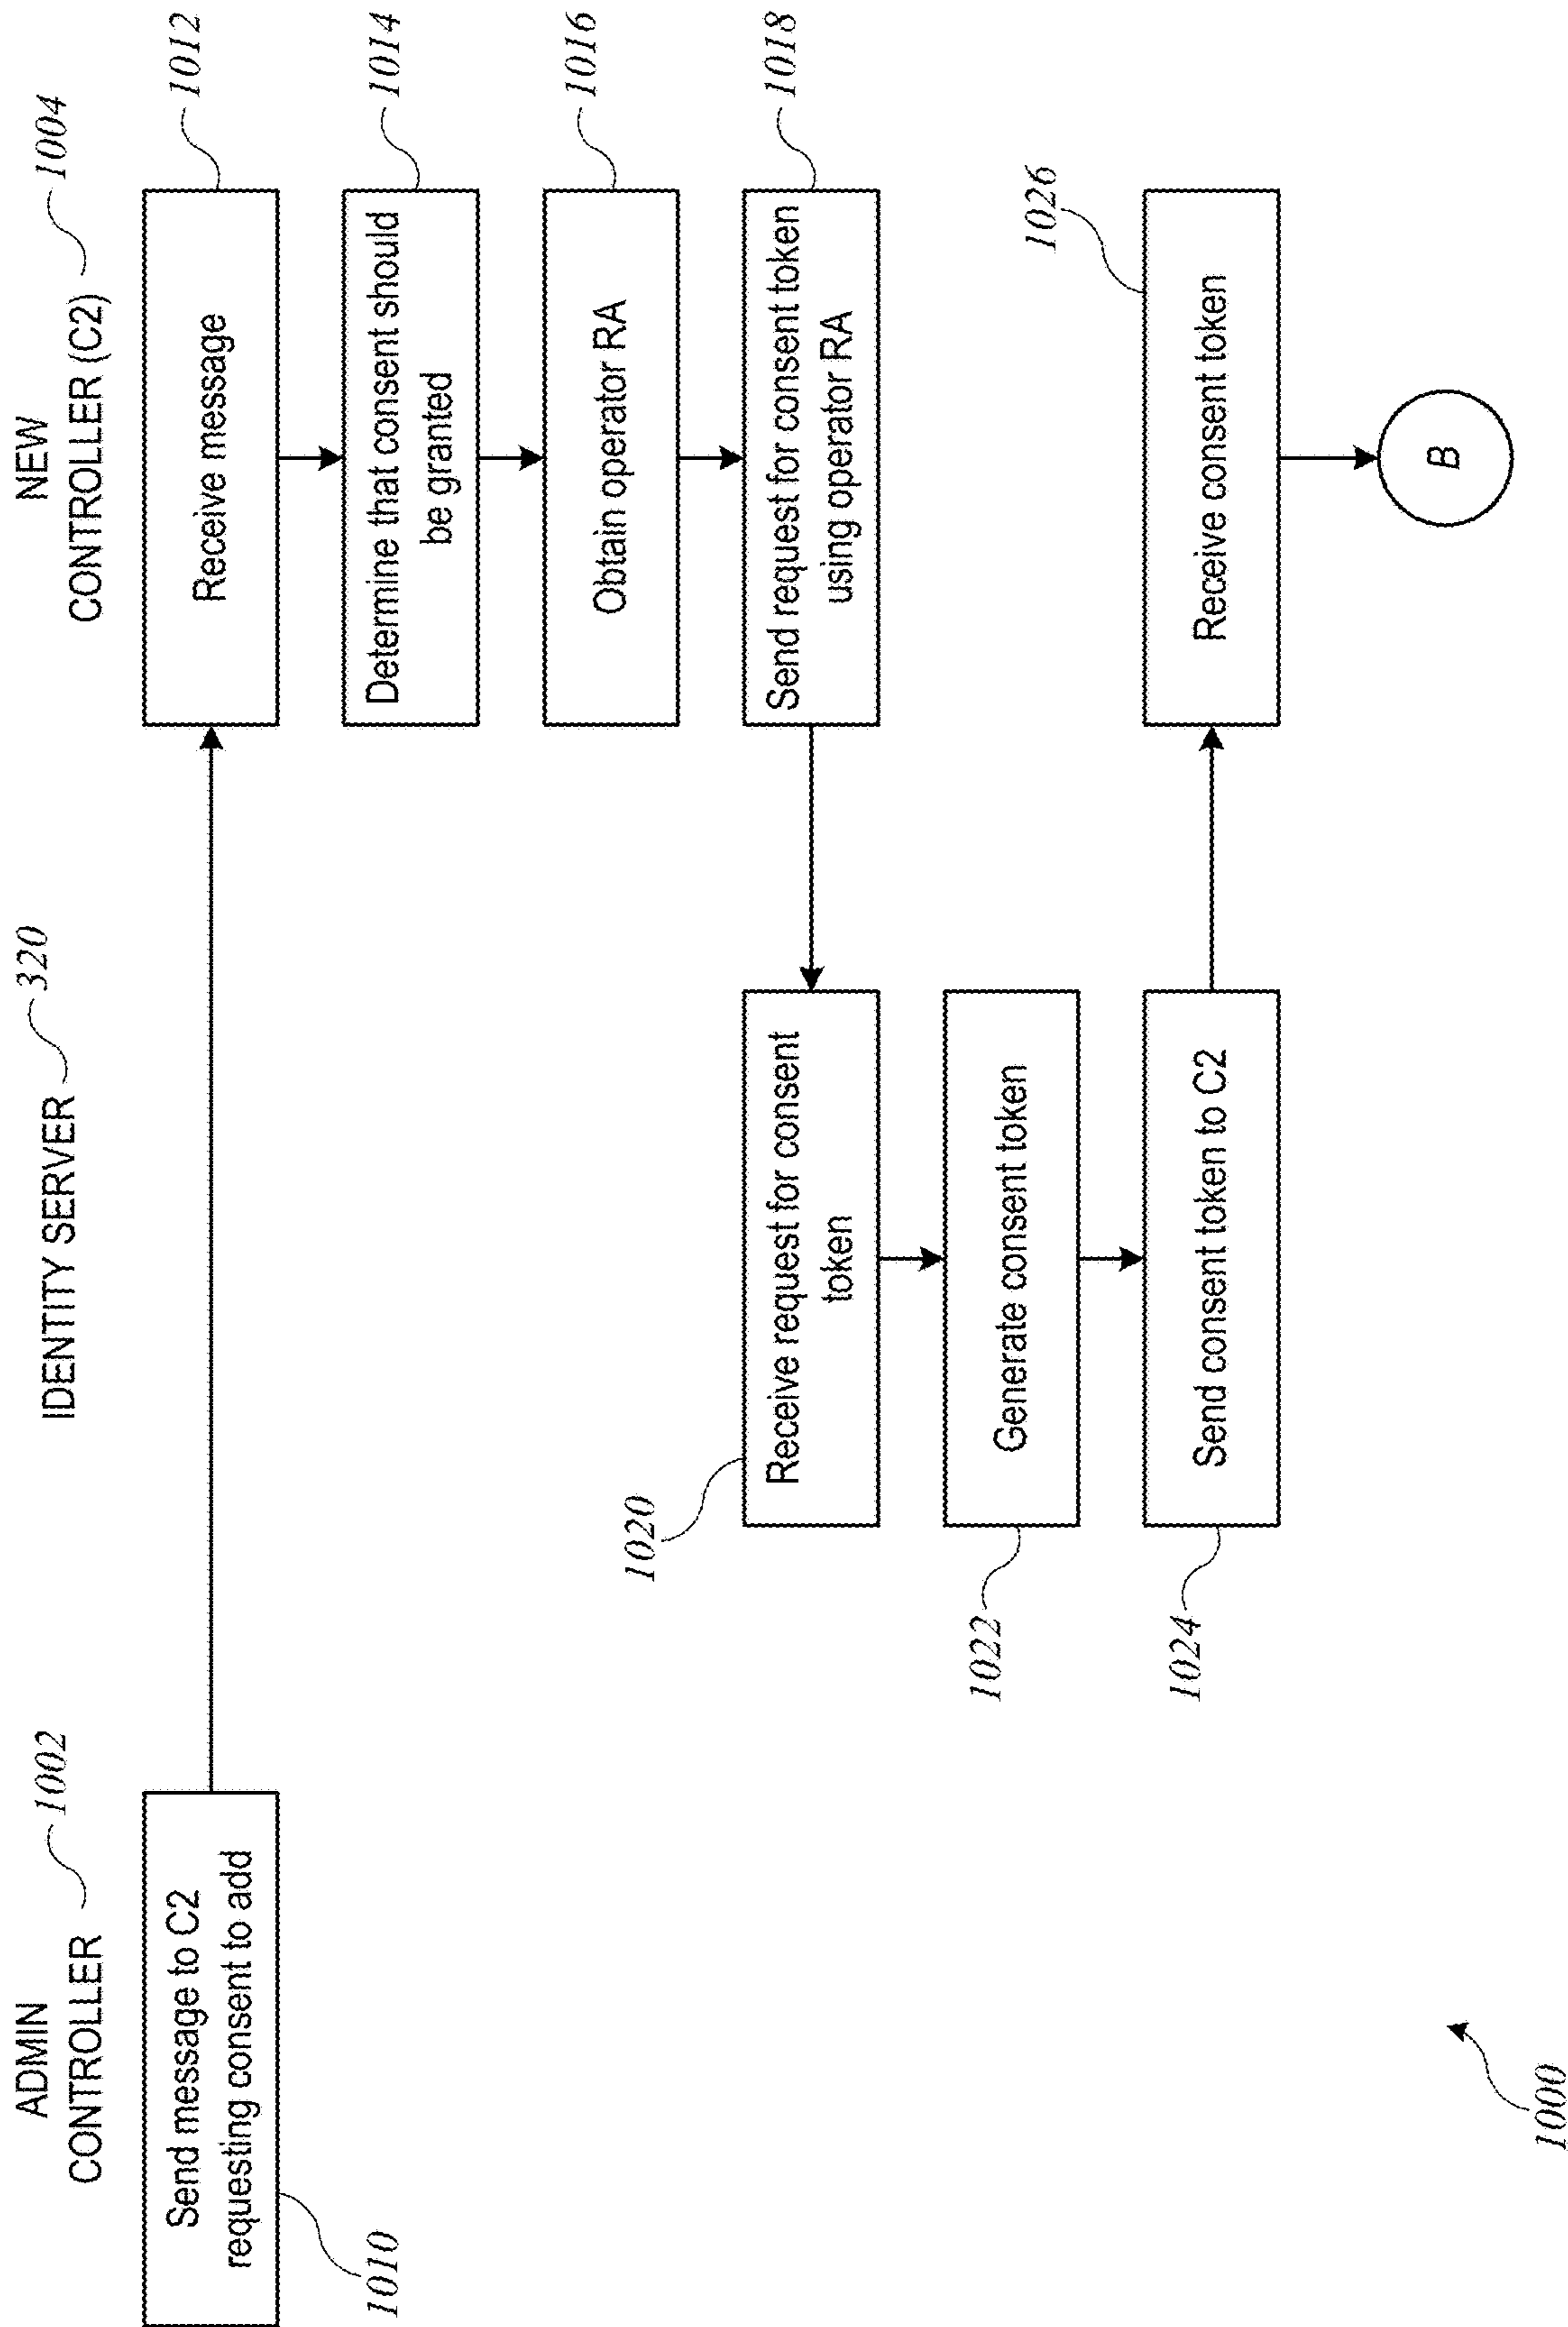 ADMIN
CONTROLLER
1002
IDENTITY SERVER
320
NEW
CONTROLLER (C2)
1004
Send message to C2
requesting consent to add
1010
Receive message
1012
Determine that consent should
be granted
1014
Obtain operator RA
1016
Send request for consent token
using operator RA
1018
Receive request for consent
token
1020
Generate consent token
1022
Send consent token to C2
1024
Receive consent token
1026
B
1000